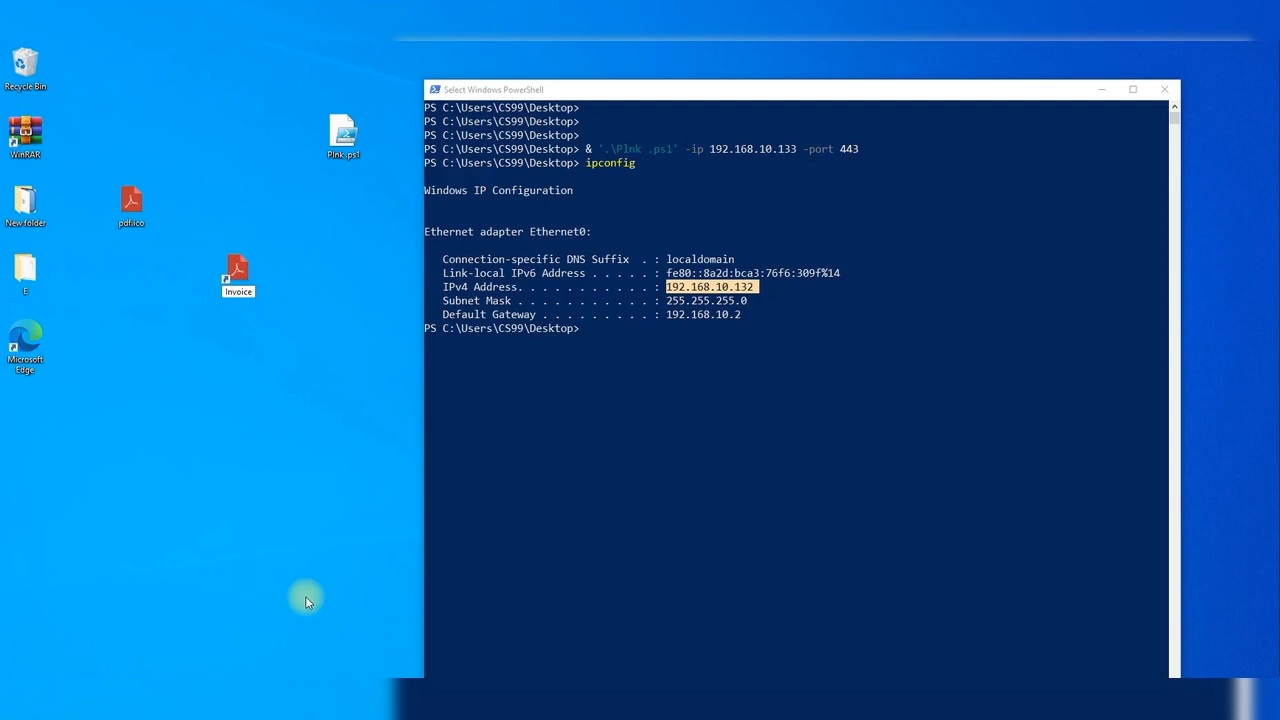 Recycle Bin
WinRAR
New folder
E
Microsoft
Edge
pdf.ico
Invoice
Plnk .ps1
Select Windows PowerShell
PS C:\Users\CS99\Desktop>
PS C:\Users\CS99\Desktop>
PS C:\Users\CS99\Desktop>
PS C:\Users\CS99\Desktop> & '.\Plnk .ps1' -ip 192.168.10.133 -port 443
PS C:\Users\CS99\Desktop> ipconfig
Windows IP Configuration
Ethernet adapter Ethernet0:
Connection-specific DNS Suffix  . : localdomain
Link-local IPv6 Address . . . . . : fe80::8a2d:bca3:76f6:309f%14
IPv4 Address. . . . . . . . . . . : 192.168.10.132
Subnet Mask . . . . . . . . . . . : 255.255.255.0
Default Gateway . . . . . . . . . : 192.168.10.2
PS C:\Users\CS99\Desktop>